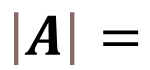 |A| =